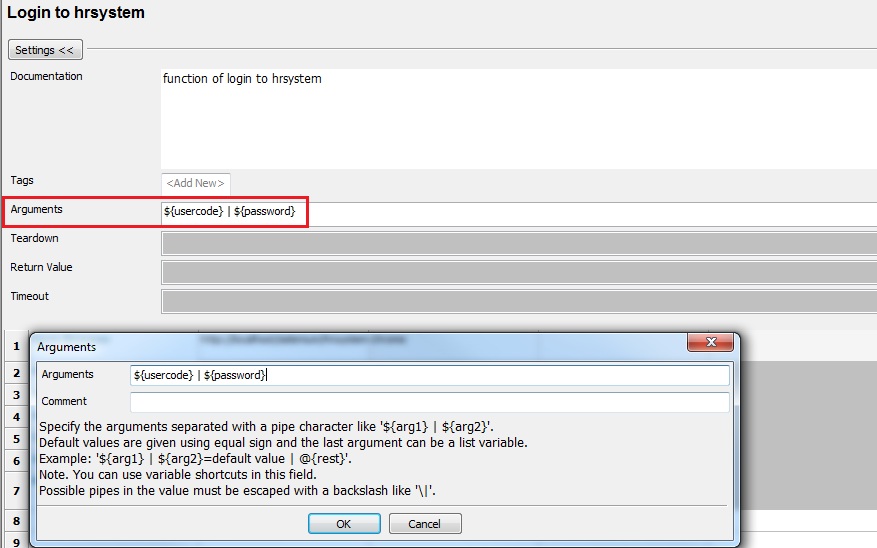 Login to hrsystem
Settings <<
Documentation
function of login to hrsystem
Tags
<Add New>
Arguments
${usercode} | ${password}
Teardown
Return Value
Timeout
1
2
3
4
5
6
7
8
9
Arguments
Arguments
${usercode} | ${password}
Comment
Specify the arguments separated with a pipe character like '${arg1} | ${arg2}'.
Default values are given using equal sign and the last argument can be a list variable.
Example: '${arg1} | ${arg2}=default value | @{rest}'.
Note. You can use variable shortcuts in this field.
Possible pipes in the value must be escaped with a backslash like '\|'.
OK
Cancel